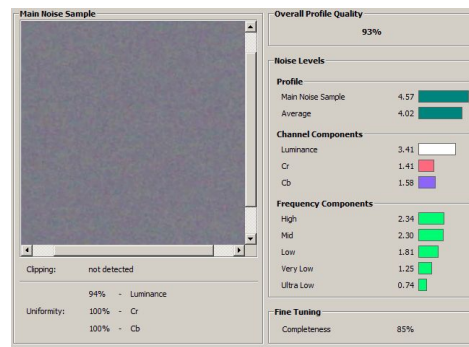 Main Noise Sample
Clipping: not detected
94% - Luminance
Uniformity: 100% - Cr
100% - Cb
Overall Profile Quality
93%
Noise Levels
Profile
Main Noise Sample 4.57
Average 4.02
Channel Components
Luminance 3.41
Cr 1.41
Cb 1.58
Frequency Components
High 2.34
Mid 2.30
Low 1.81
Very Low 1.25
Ultra Low 0.74
Fine Tuning
Completeness 85%